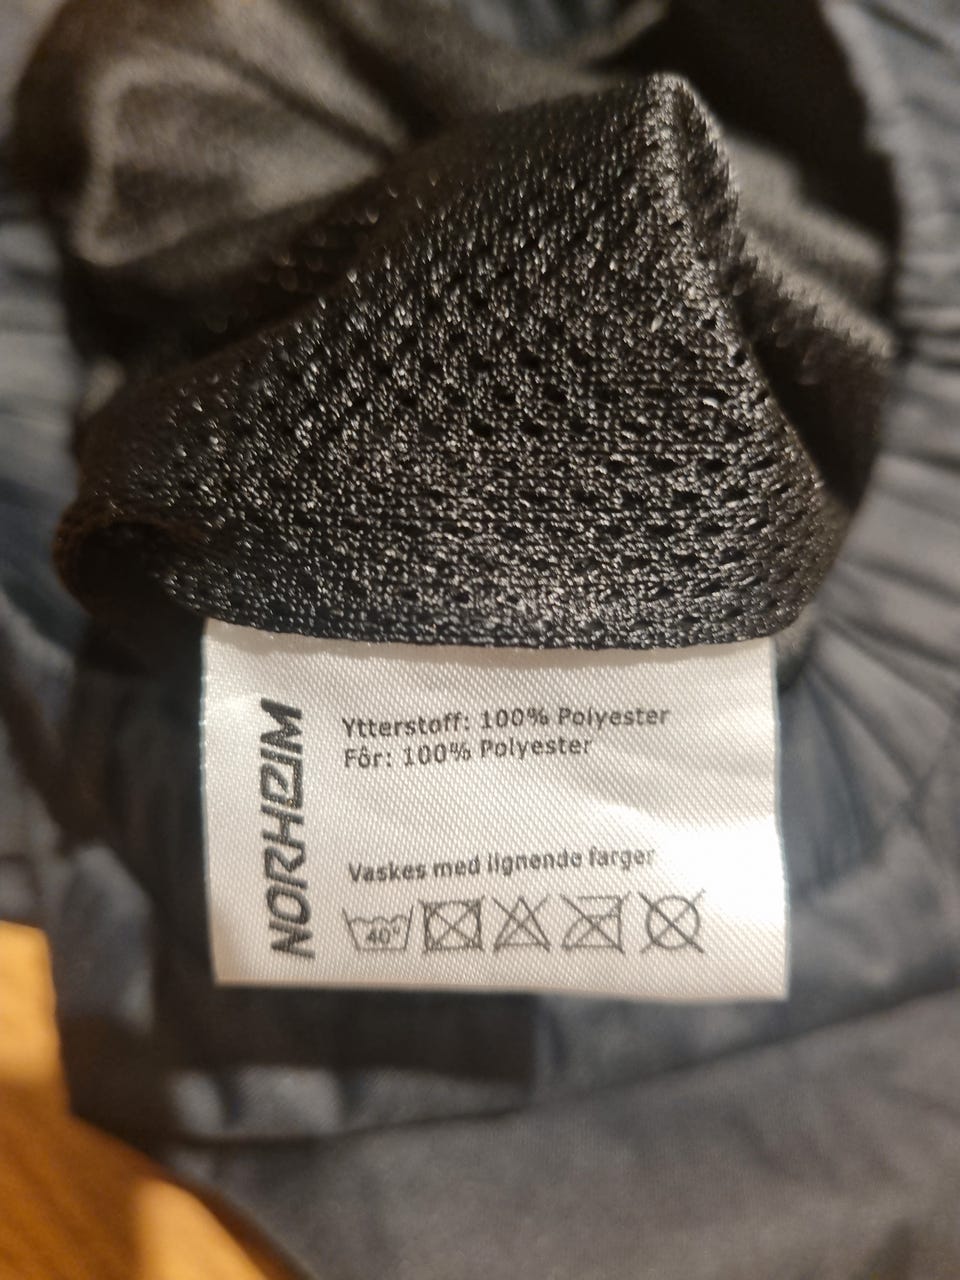 NORHEIM
Ytterstoff: 100% Polyester
Fôr: 100% Polyester
Vaskes med lignende farger
40°